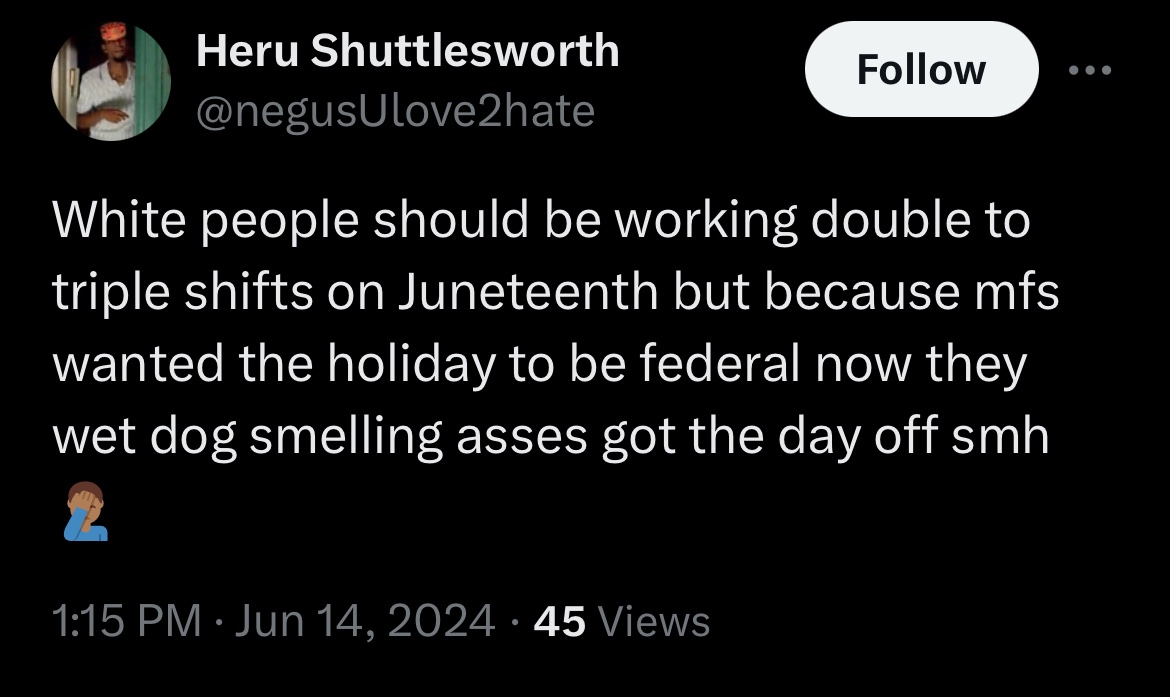 Heru Shuttlesworth
@negusUlove2hate
Follow
White people should be working double to
triple shifts on Juneteenth but because mfs
wanted the holiday to be federal now they
wet dog smelling asses got the day off smh
🤦🏾‍♂️
1:15 PM · Jun 14, 2024 · 45 Views